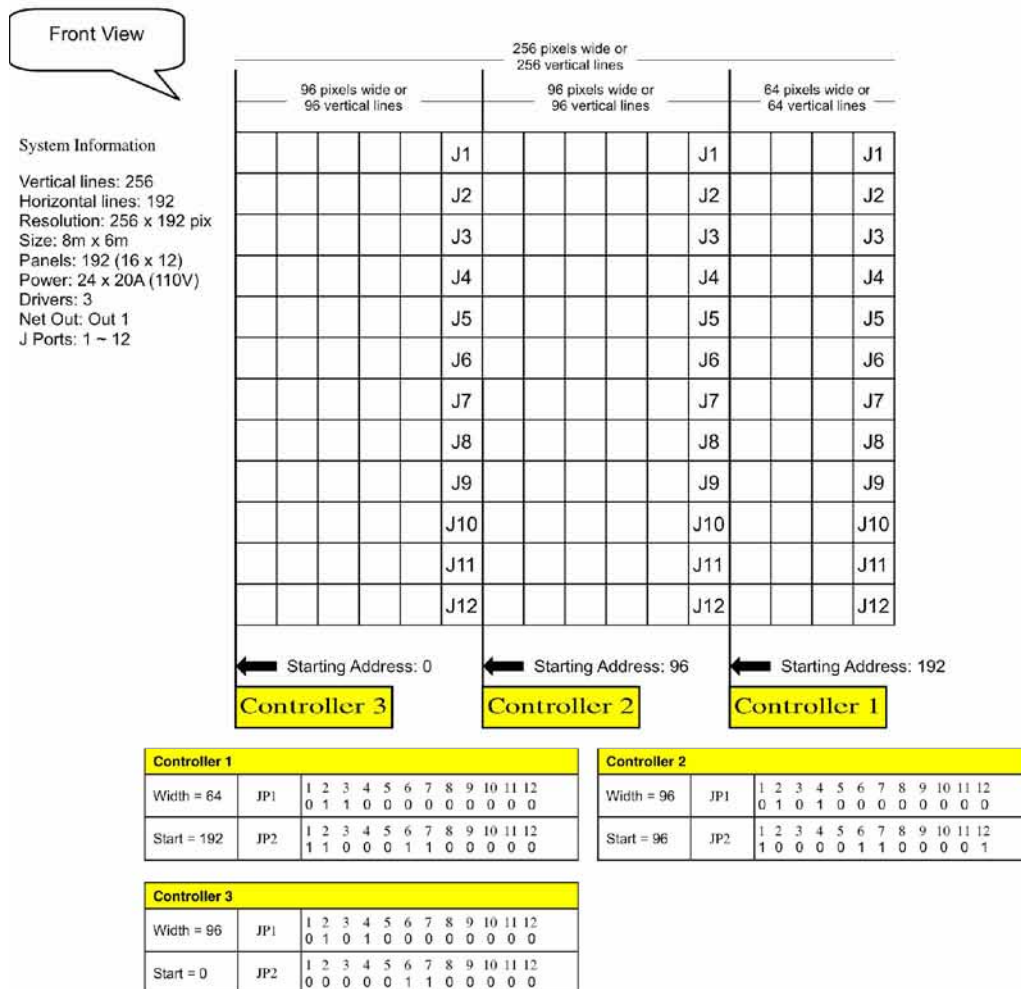 Front View
256 pixels wide or
256 vertical lines
96 pixels wide or
96 vertical lines
96 pixels wide or
96 vertical lines
64 pixels wide or
64 vertical lines
System Information
Vertical lines: 256
Horizontal lines: 192
Resolution: 256 x 192 pix
Size: 8m x 6m
Panels: 192 (16 x 12)
Power: 24 x 20A (110V)
Drivers: 3
Net Out: Out 1
J Ports: 1 ~ 12
J1 J1 J1
J2 J2 J2
J3 J3 J3
J4 J4 J4
J5 J5 J5
J6 J6 J6
J7 J7 J7
J8 J8 J8
J9 J9 J9
J10 J10 J10
J11 J11 J11
J12 J12 J12
Starting Address: 0
Starting Address: 96
Starting Address: 192
Controller 3
Controller 2
Controller 1
Controller 1
Width = 64 JP1
1 2 3 4 5 6 7 8 9 10 11 12
0 1 1 0 0 0 0 0 0 0 0 0
Start = 192 JP2
1 2 3 4 5 6 7 8 9 10 11 12
1 1 0 0 0 1 1 0 0 0 0 0
Controller 2
Width = 96 JP1
1 2 3 4 5 6 7 8 9 10 11 12
0 1 0 1 0 0 0 0 0 0 0 0
Start = 96 JP2
1 2 3 4 5 6 7 8 9 10 11 12
1 0 0 0 0 1 1 0 0 0 0 1
Controller 3
Width = 96 JP1
1 2 3 4 5 6 7 8 9 10 11 12
0 1 0 1 0 0 0 0 0 0 0 0
Start = 0 JP2
1 2 3 4 5 6 7 8 9 10 11 12
0 0 0 0 0 1 1 0 0 0 0 0